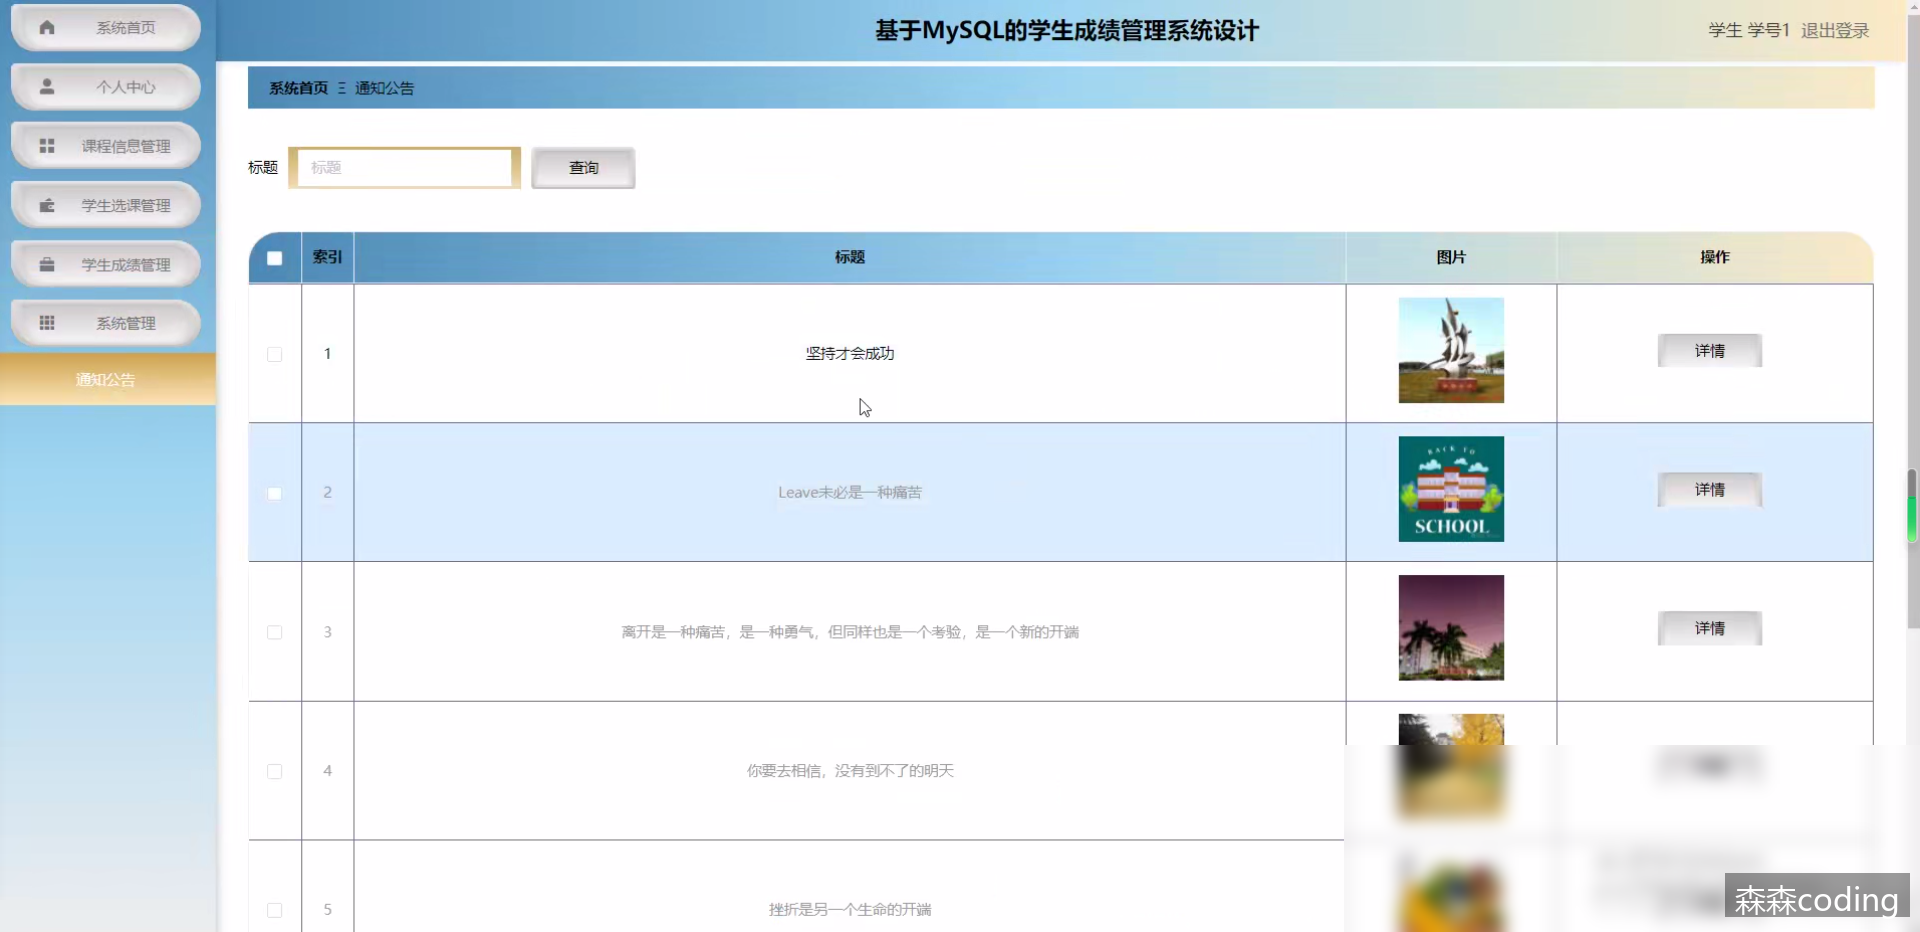 系统首页
个人中心
课程信息管理
学生选课管理
学生成绩管理
系统管理
通知公告
基于MySQL的学生成绩管理系统设计
学生 学号1 退出登录
系统首页 Ξ 通知公告
标题 标题 查询
索引 标题 图片 操作
1 坚持才会成功 详情
BACK TO
SCHOOL
2 Leave未必是一种痛苦 详情
3 离开是一种痛苦，是一种勇气，但同样也是一个考验，是一个新的开端 详情
4 你要去相信，没有到不了的明天
5 挫折是另一个生命的开端
森森coding